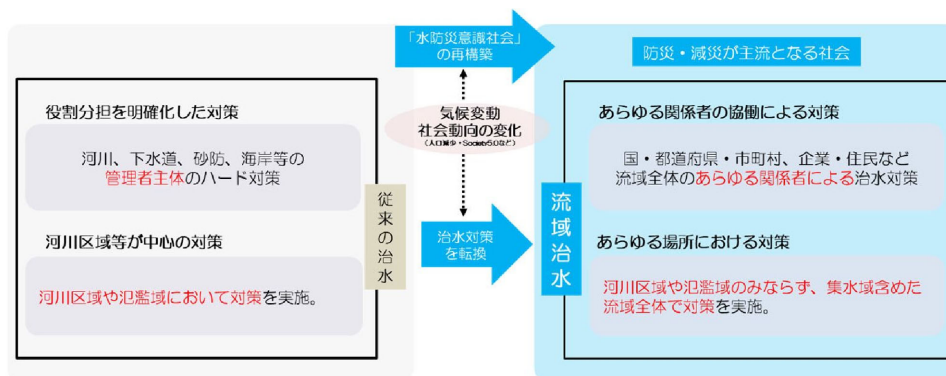 「水防災意識社会」
の再構築
防災・減災が主流となる社会
役割分担を明確化した対策
河川、下水道、砂防、海岸等の
管理者主体のハード対策
河川区域等が中心の対策
河川区域や氾濫域において対策を実施。
従来の治水
気候変動
社会動向の変化
(人口減少・Society5.0など)
治水対策
を転換
流域治水
あらゆる関係者の協働による対策
国・都道府県・市町村、企業・住民など
流域全体のあらゆる関係者による治水対策
あらゆる場所における対策
河川区域や氾濫域のみならず、集水域含めた
流域全体で対策を実施。